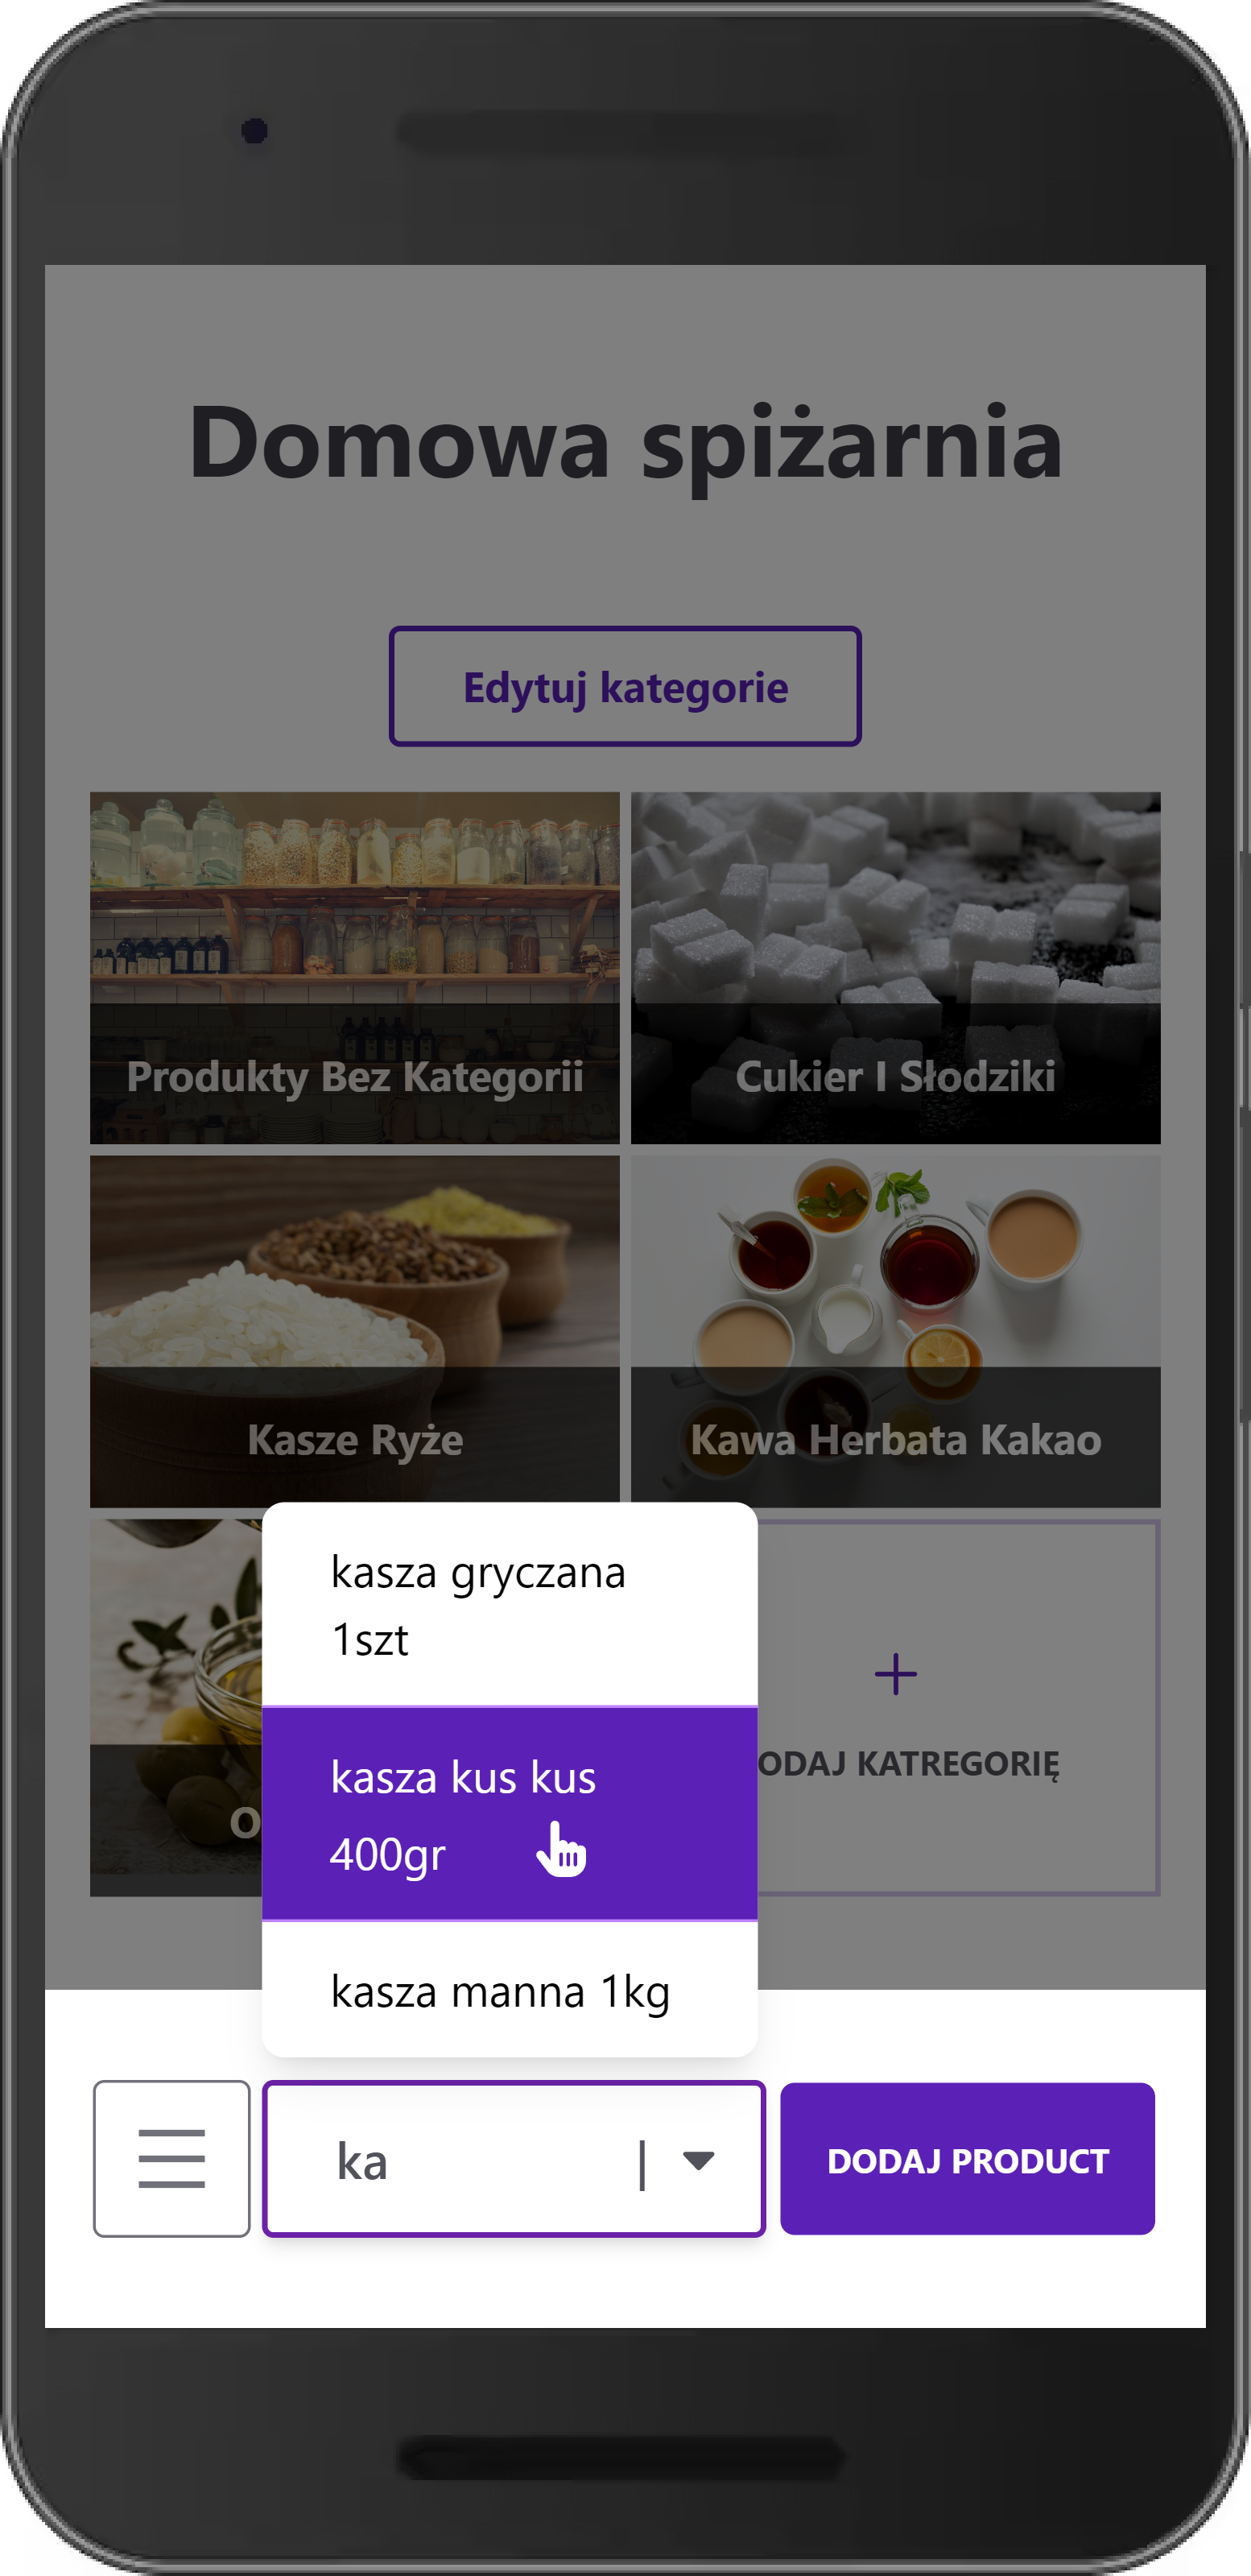 Domowa spiżarnia
Edytuj kategorie
Produkty Bez Kategorii
Cukier I Słodziki
Kasze Ryże
Kawa Herbata Kakao
kasza gryczana
1szt
kasza kus kus
400gr
kasza manna 1kg
O
ODAJ KATREGORIĘ
ka
DODAJ PRODUCT